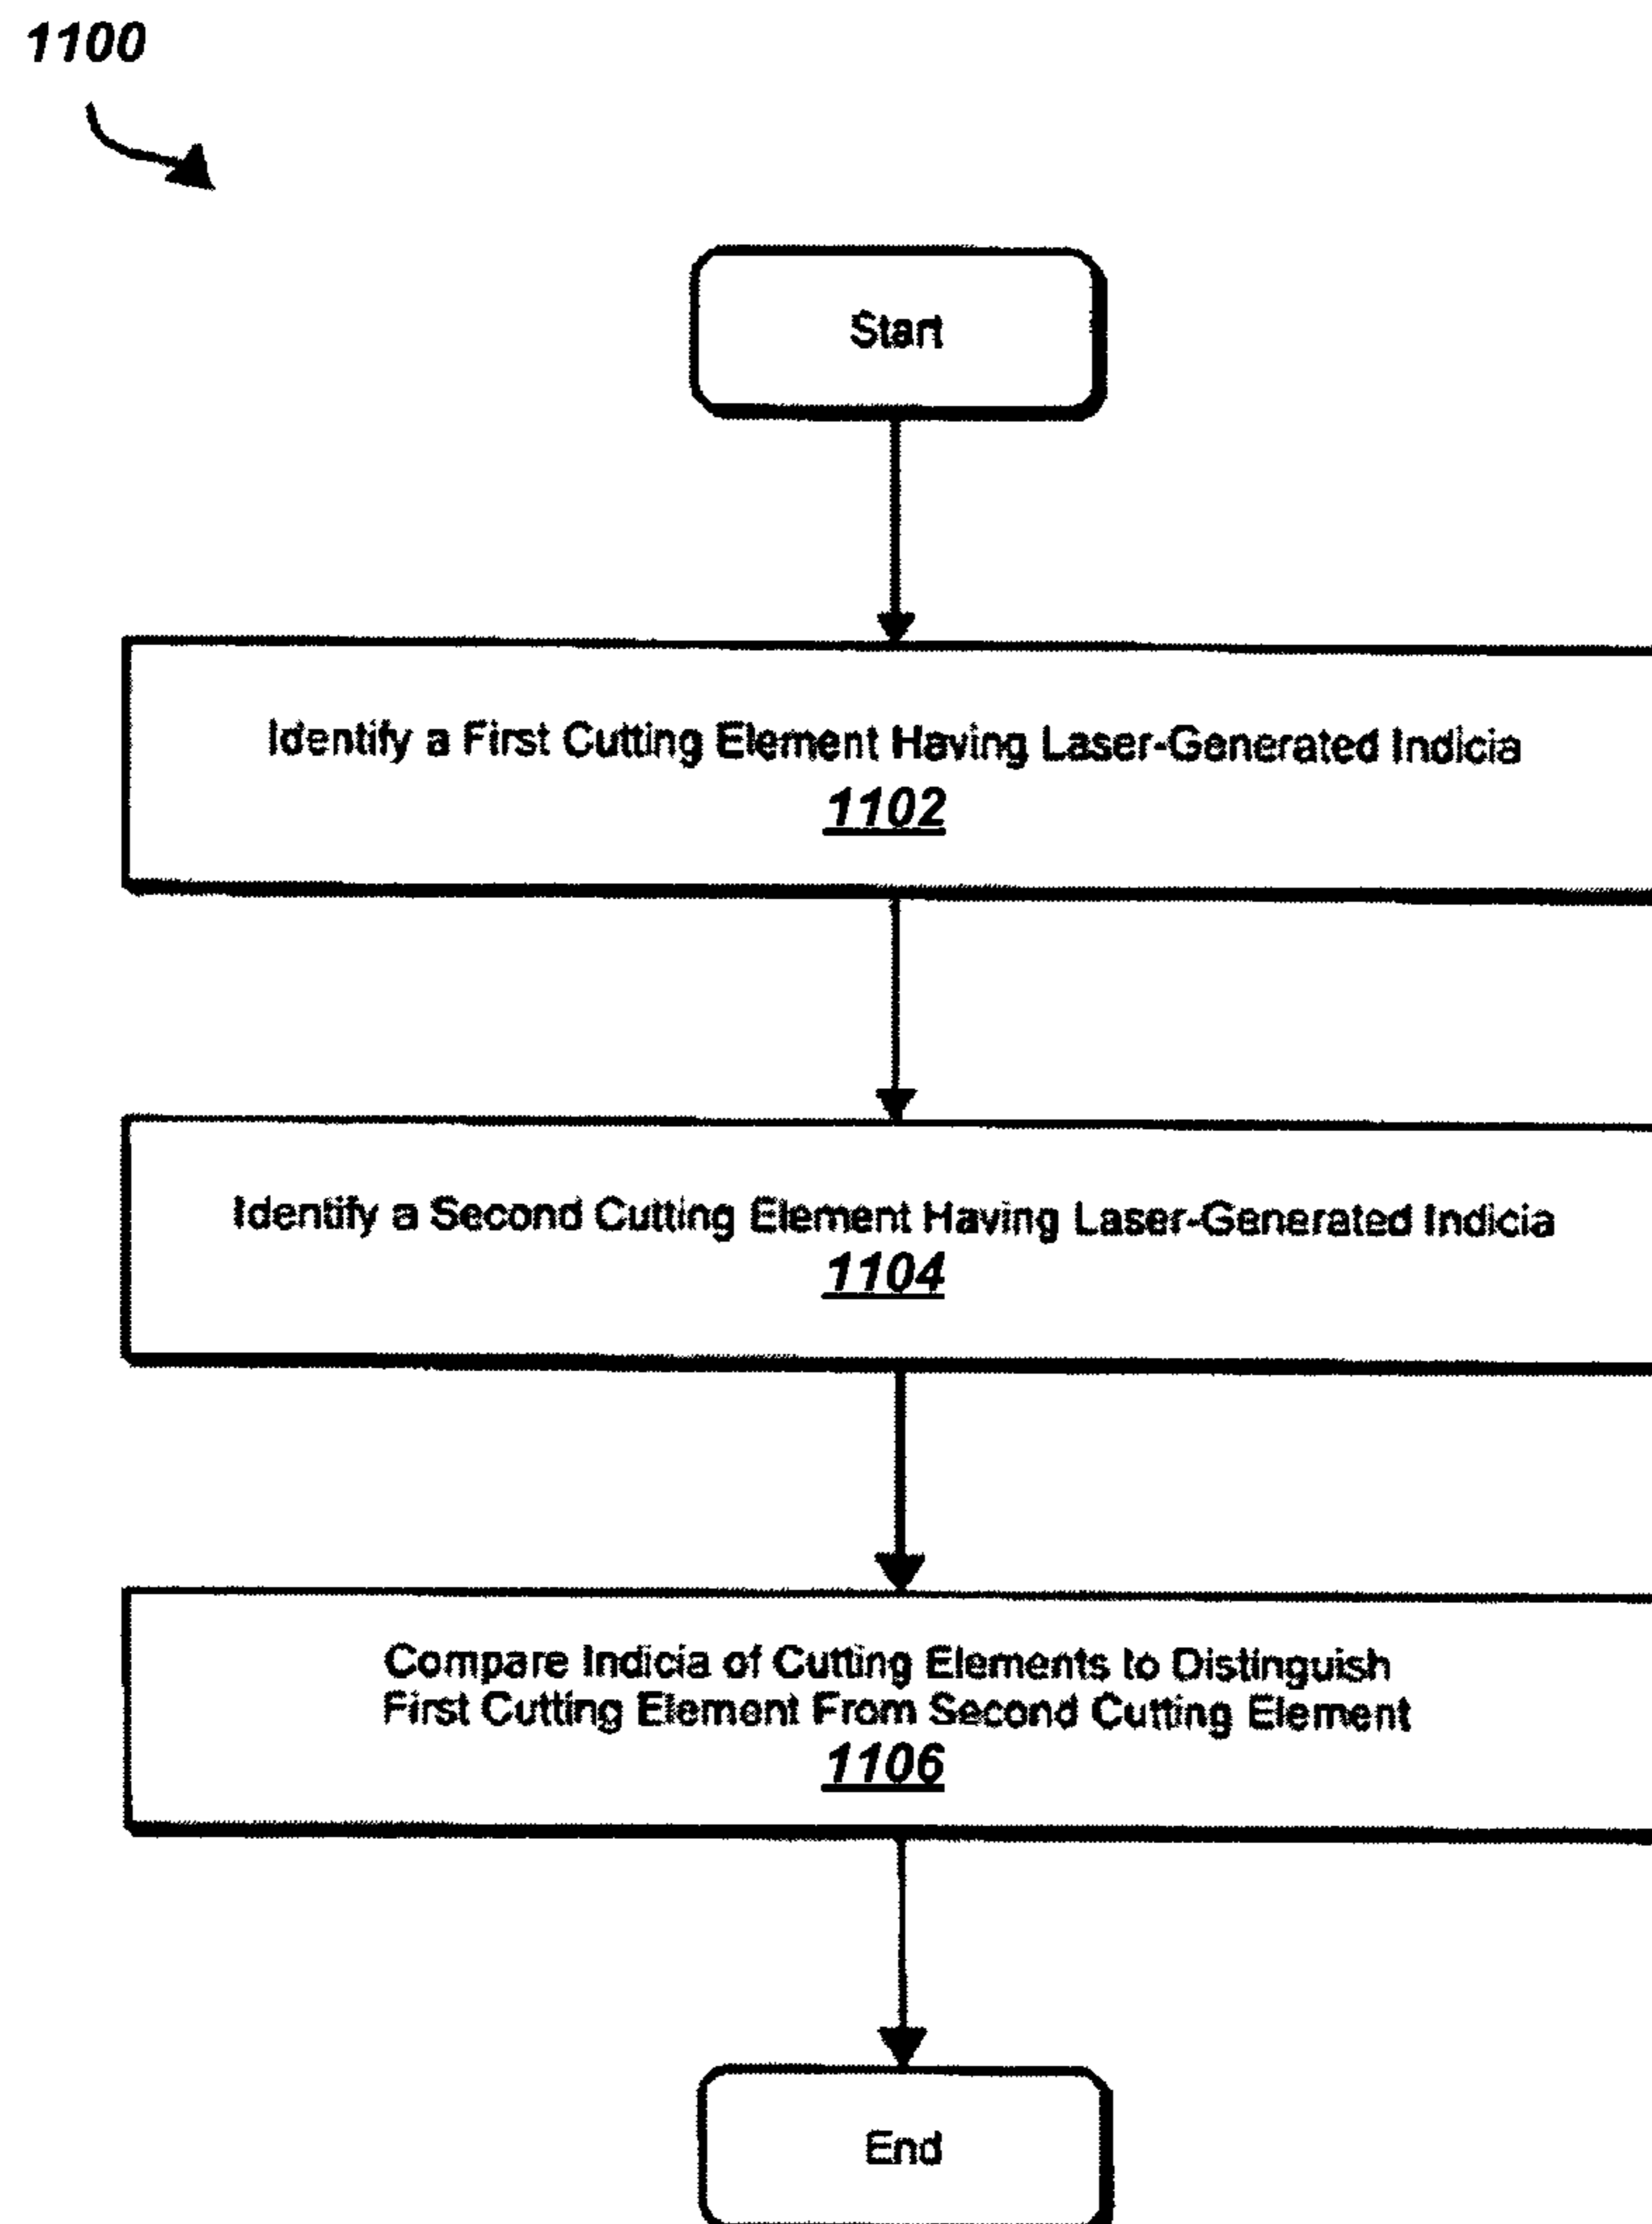 1100
Start
Identify a First Cutting Element Having Laser-Generated Indicia
1102
Identify a Second Cutting Element Having Laser-Generated Indicia
1104
Compare Indicia of Cutting Elements to Distinguish
First Cutting Element From Second Cutting Element
1106
End